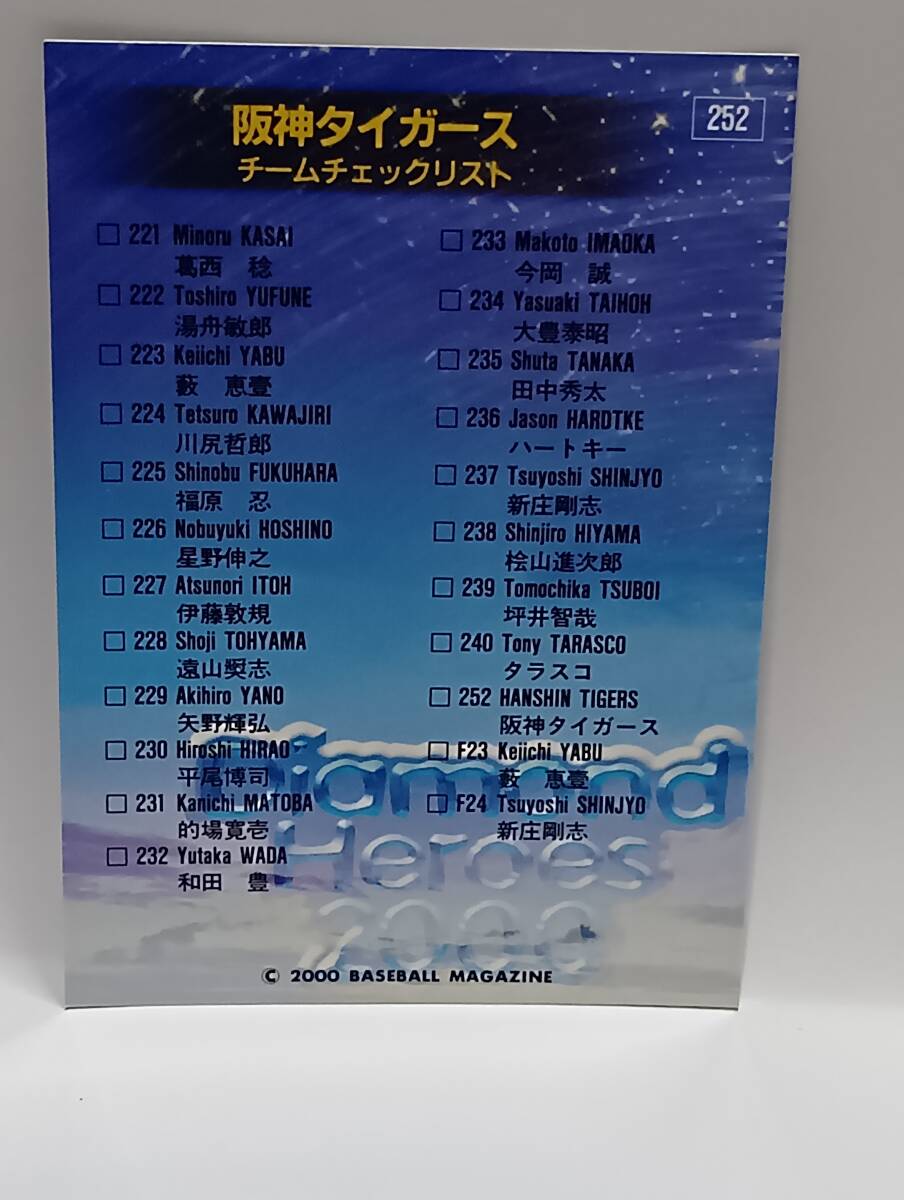 阪神タイガース
チームチェックリスト
252
221 Minoru KASAI
葛西 稔
222 Toshiro YUFUNE
湯舟敏郎
223 Keiichi YABU
藪 恵壹
224 Tetsuro KAWAJIRI
川尻哲郎
225 Shinobu FUKUHARA
福原 忍
226 Nobuyuki HOSHINO
星野伸之
227 Atsunori ITOH
伊藤敦規
228 Shoji TOHYAMA
遠山奬志
229 Akihiro YANO
矢野輝弘
230 Hiroshi HIRAO
平尾博司
231 Kanichi MATOBA
的場寛壱
232 Yutaka WADA
和田 豊
233 Makoto IMAOKA
今岡 誠
234 Yasuaki TAIHOH
大豊泰昭
235 Shuta TANAKA
田中秀太
236 Jason HARDTKE
ハートキー
237 Tsuyoshi SHINJYO
新庄剛志
238 Shinjiro HIYAMA
桧山進次郎
239 Tomochika TSUBOI
坪井智哉
240 Tony TARASCO
タラスコ
252 HANSHIN TIGERS
阪神タイガース
F23 Keiichi YABU
藪 恵壹
F24 Tsuyoshi SHINJYO
新庄剛志
Diamond
Heroes
2000
© 2000 BASEBALL MAGAZINE